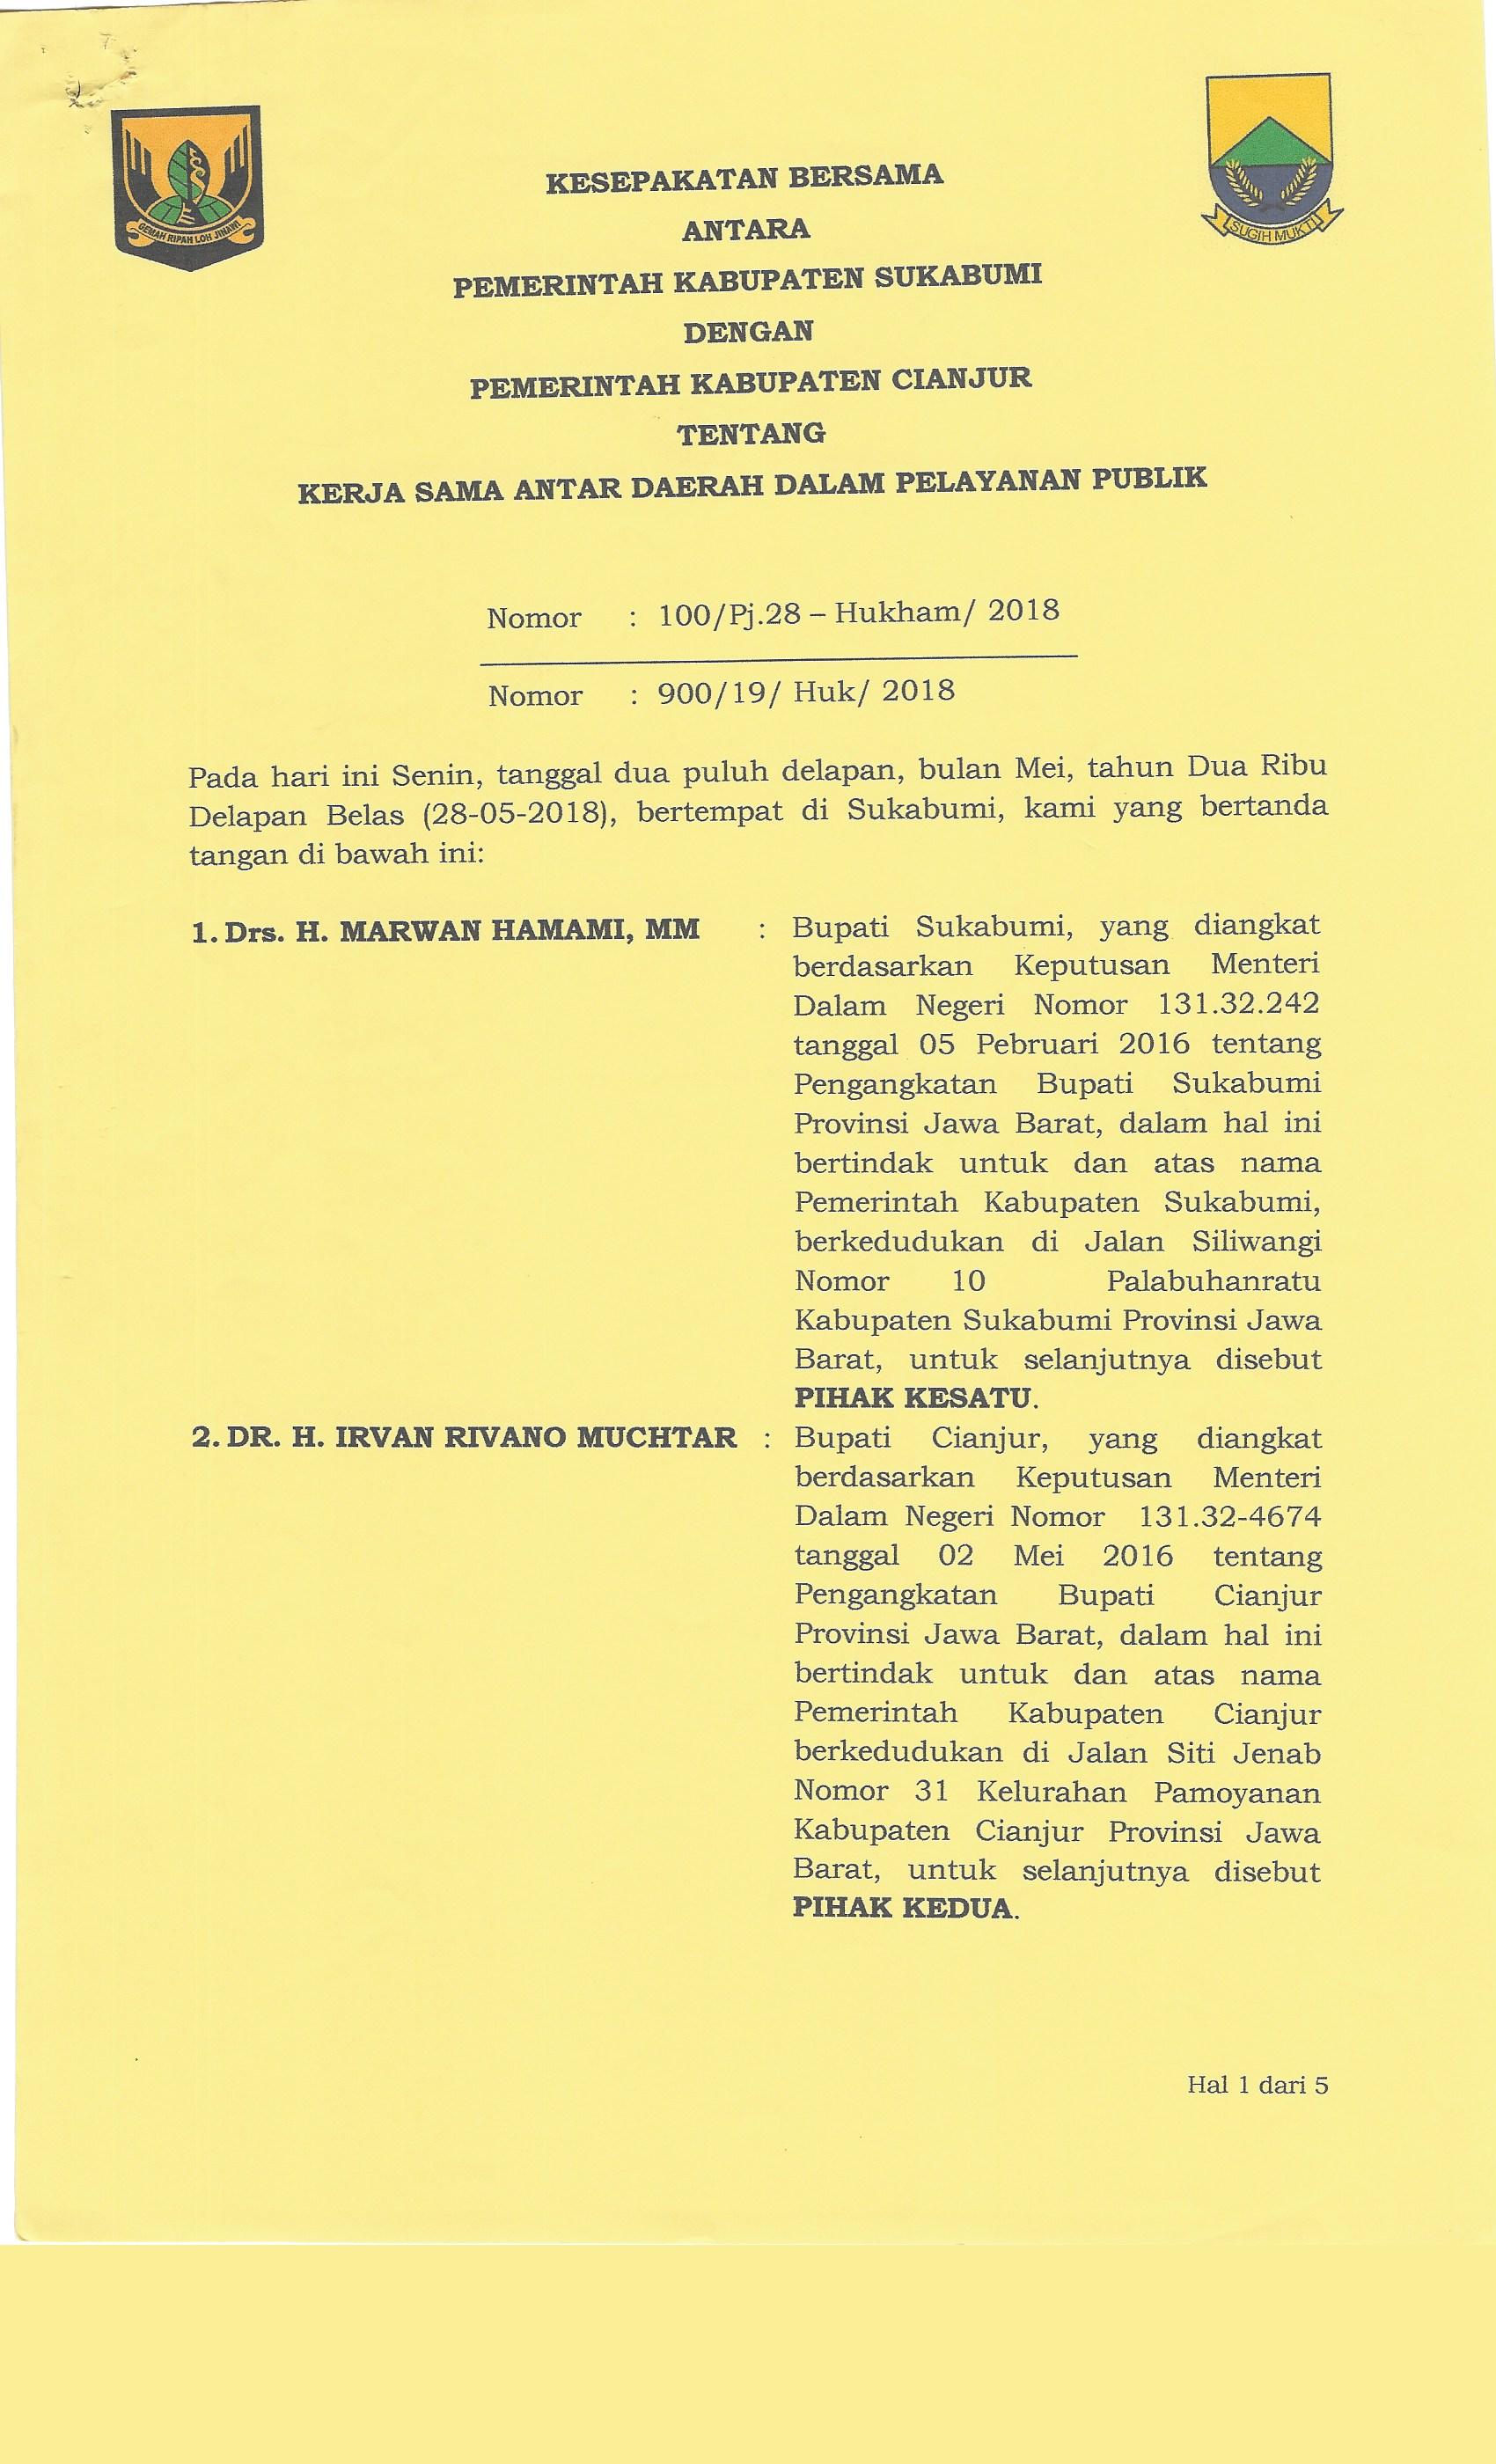 GEMAH RIPAH LOH JINAWI
SUGIH MUKTI
KESEPAKATAN BERSAMA
ANTARA
PEMERINTAH KABUPATEN SUKABUMI
DENGAN
PEMERINTAH KABUPATEN CIANJUR
TENTANG
KERJA SAMA ANTAR DAERAH DALAM PELAYANAN PUBLIK
Nomor : 100/Pj.28 – Hukham/ 2018
Nomor : 900/19/ Huk/ 2018
Pada hari ini Senin, tanggal dua puluh delapan, bulan Mei, tahun Dua Ribu
Delapan Belas (28-05-2018), bertempat di Sukabumi, kami yang bertanda
tangan di bawah ini:
1. Drs. H. MARWAN HAMAMI, MM : Bupati Sukabumi, yang diangkat
berdasarkan Keputusan Menteri
Dalam Negeri Nomor 131.32.242
tanggal 05 Pebruari 2016 tentang
Pengangkatan Bupati Sukabumi
Provinsi Jawa Barat, dalam hal ini
bertindak untuk dan atas nama
Pemerintah Kabupaten Sukabumi,
berkedudukan di Jalan Siliwangi
Nomor 10 Palabuhanratu
Kabupaten Sukabumi Provinsi Jawa
Barat, untuk selanjutnya disebut
PIHAK KESATU.
2. DR. H. IRVAN RIVANO MUCHTAR : Bupati Cianjur, yang diangkat
berdasarkan Keputusan Menteri
Dalam Negeri Nomor 131.32-4674
tanggal 02 Mei 2016 tentang
Pengangkatan Bupati Cianjur
Provinsi Jawa Barat, dalam hal ini
bertindak untuk dan atas nama
Pemerintah Kabupaten Cianjur
berkedudukan di Jalan Siti Jenab
Nomor 31 Kelurahan Pamoyanan
Kabupaten Cianjur Provinsi Jawa
Barat, untuk selanjutnya disebut
PIHAK KEDUA.
Hal 1 dari 5